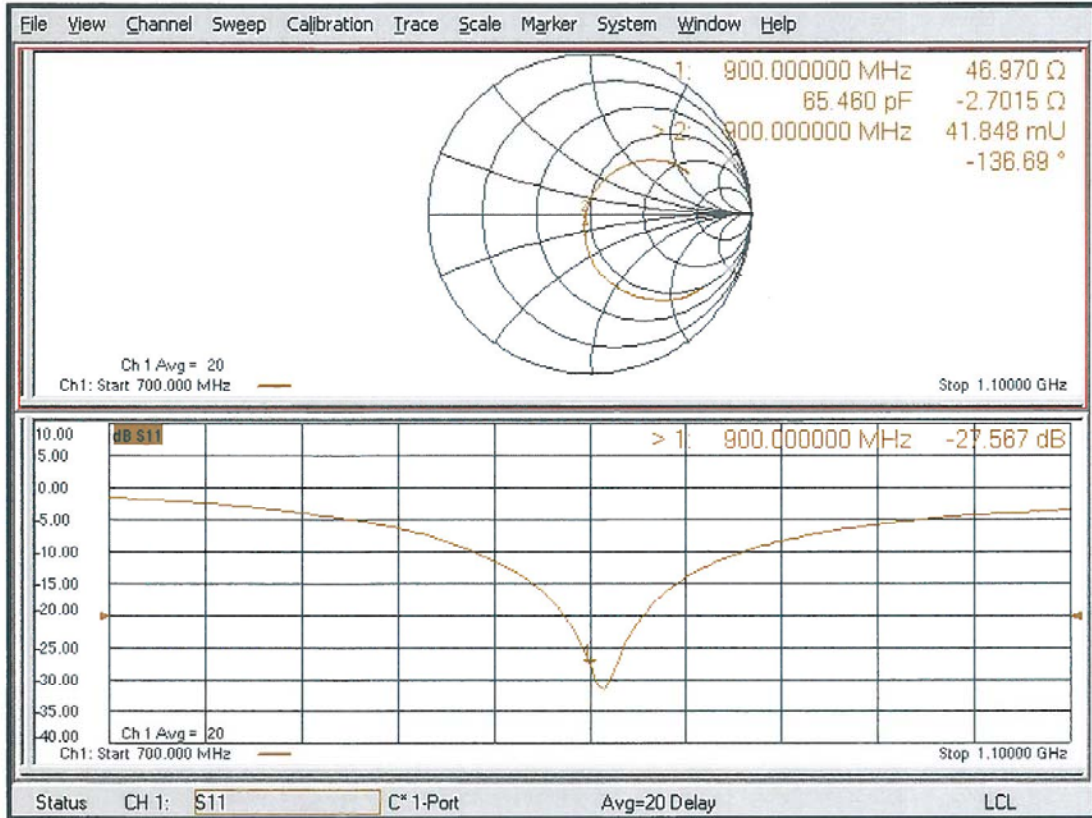 File View Channel Sweep Calibration Trace Scale Marker System Window Help
1: 900.000000 MHz 46.970 Ω
65.460 pF -2.7015 Ω
> 2: 900.000000 MHz 41.848 mU
-136.69 °
Ch 1 Avg = 20
Ch1: Start 700.000 MHz
Stop 1.10000 GHz
10.00
dB S11
> 1: 900.000000 MHz -27.567 dB
5.00
0.00
-5.00
-10.00
-15.00
-20.00
-25.00
-30.00
-35.00
-40.00
Ch 1 Avg = 20
Ch1: Start 700.000 MHz
Stop 1.10000 GHz
Status CH 1: S11 C* 1-Port Avg=20 Delay LCL